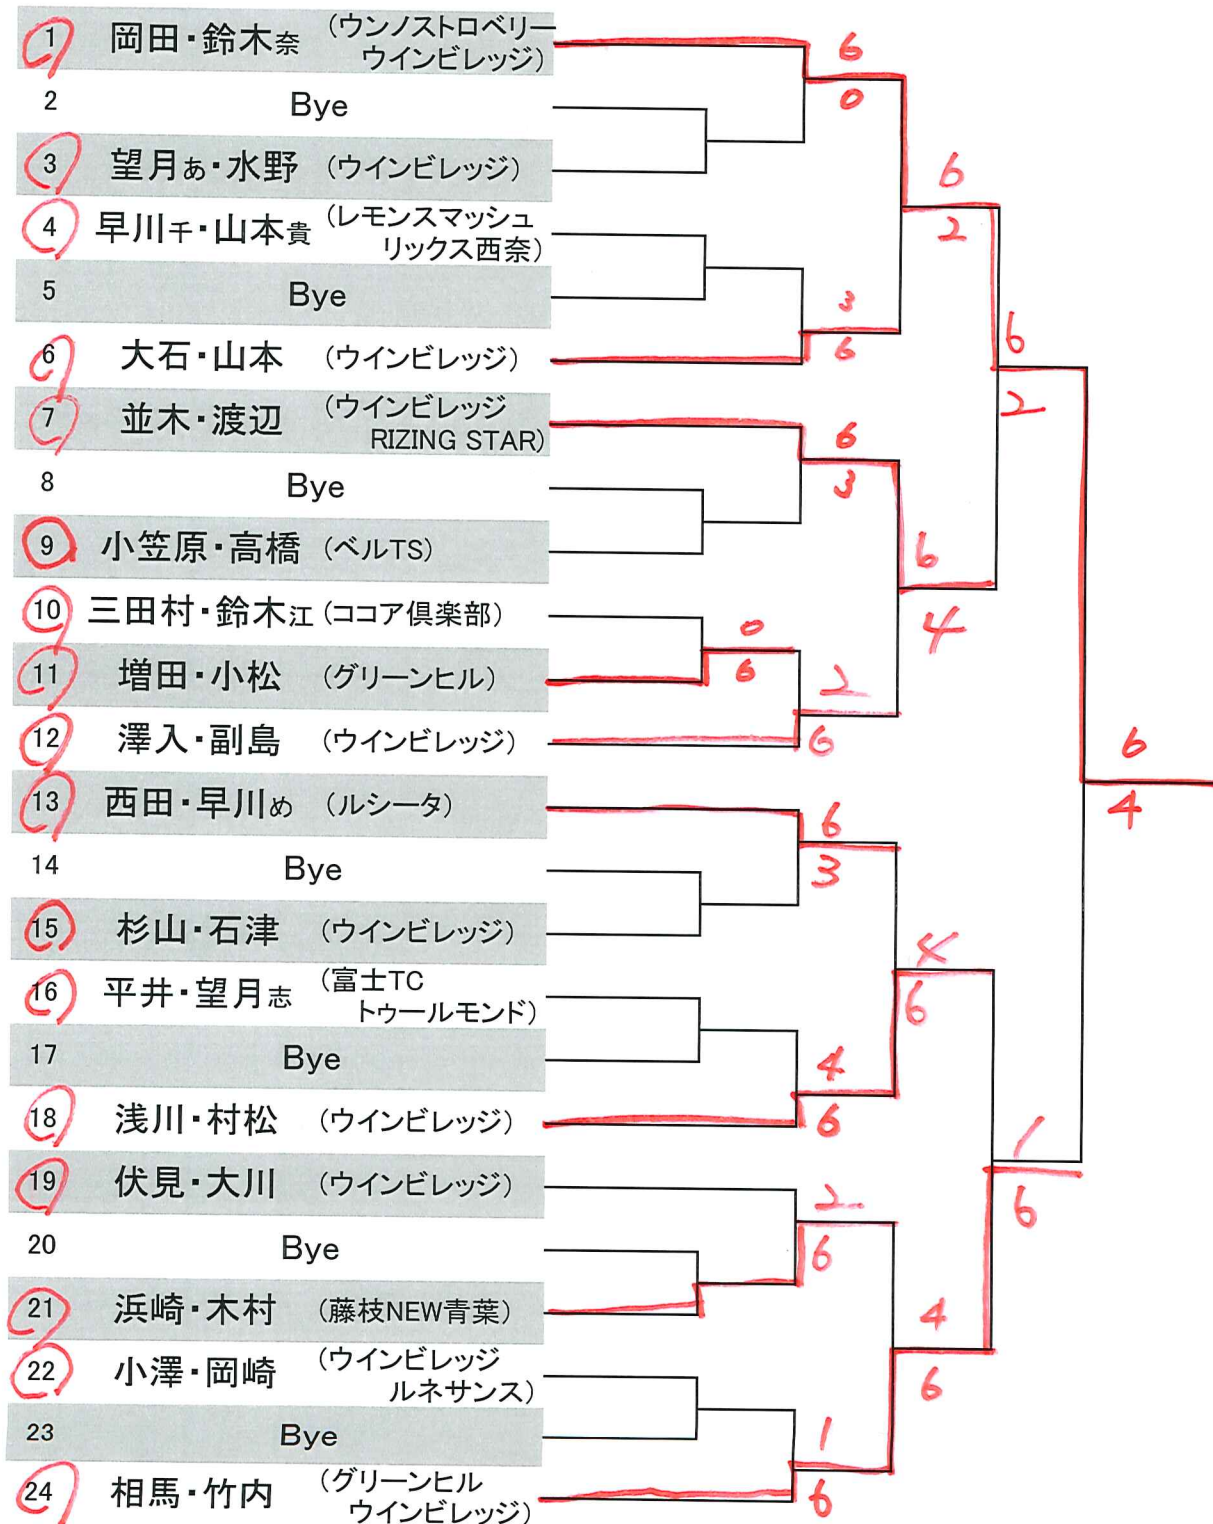 1 岡田・鈴木奈 (ウンノストロベリー
ウインビレッジ)
6
0
2 Bye
3 望月あ・水野 (ウインビレッジ)
6
2
4 早川千・山本貴 (レモンスマッシュ
リックス西奈)
5 Bye
3
6
6 大石・山本 (ウインビレッジ)
6
2
7 並木・渡辺 (ウインビレッジ
RIZING STAR)
6
3
8 Bye
9 小笠原・高橋 (ベルTS)
6
4
10 三田村・鈴木江 (ココア倶楽部)
0
6
11 増田・小松 (グリーンヒル)
2
6
12 澤入・副島 (ウインビレッジ)
6
4
13 西田・早川め (ルシータ)
6
3
14 Bye
15 杉山・石津 (ウインビレッジ)
4
6
16 平井・望月志 (富士TC
トゥールモンド)
17 Bye
4
6
18 浅川・村松 (ウインビレッジ)
1
6
19 伏見・大川 (ウインビレッジ)
2
6
20 Bye
21 浜崎・木村 (藤枝NEW青葉)
4
6
22 小澤・岡崎 (ウインビレッジ
ルネサンス)
23 Bye
1
6
24 相馬・竹内 (グリーンヒル
ウインビレッジ)